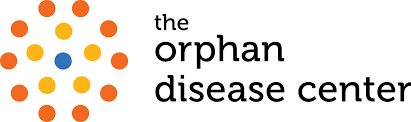 the
orphan
disease center